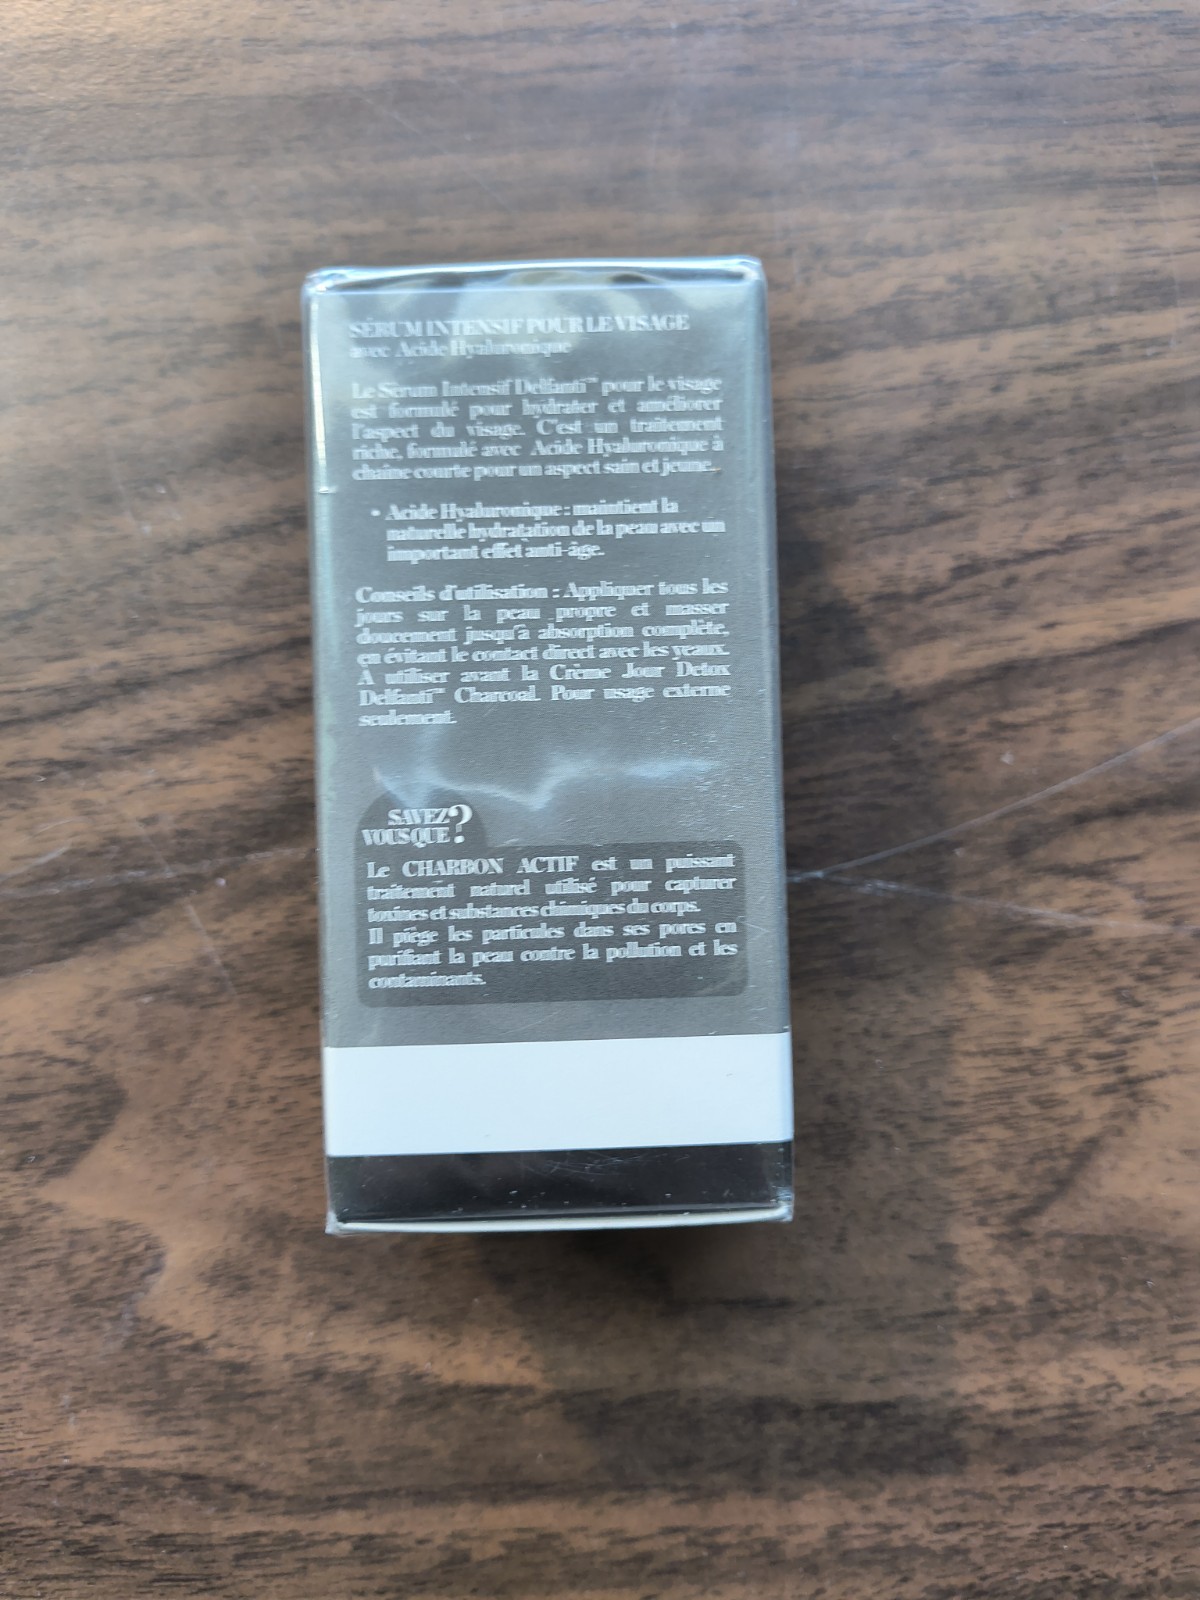 SÉRUM INTENSIF POUR LE VISAGE
avec Acide Hyaluronique
Le Sérum Intensif Delfanti™ pour le visage
est formulé pour hydrater et améliorer
l'aspect du visage. C'est un traitement
riche, formulé avec Acide Hyaluronique à
chaîne courte pour un aspect sain et jeune.
• Acide Hyaluronique : maintient la
naturelle hydratation de la peau avec un
important effet anti-âge.
Conseils d'utilisation : Appliquer tous les
jours sur la peau propre et masser
doucement jusqu'à absorption complète,
en évitant le contact direct avec les yeaux.
A utiliser avant la Crème Jour Detox
Delfanti™ Charcoal. Pour usage externe
seulement.
SAVEZ
VOUS QUE ?
Le CHARBON ACTIF est un puissant
traitement naturel utilisé pour capturer
toxines et substances chimiques du corps.
Il piège les particules dans ses pores en
purifiant la peau contre la pollution et les
contaminants.